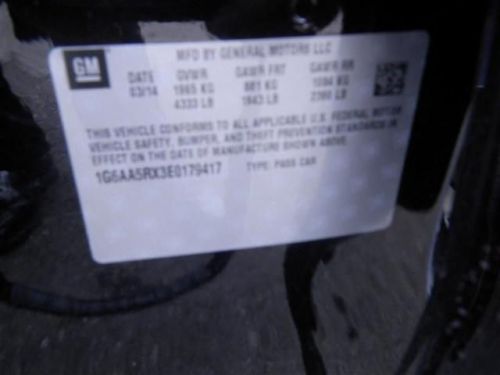 GM
MFD BY GENERAL MOTORS LLC
DATE GVWR GAWR FRT GAWR RR
03/14 1965 KG 881 KG 1084 KG
4333 LB 1943 LB 2390 LB
THIS VEHICLE CONFORMS TO ALL APPLICABLE U.S. FEDERAL MOTOR
VEHICLE SAFETY, BUMPER, AND THEFT PREVENTION STANDARDS IN
EFFECT ON THE DATE OF MANUFACTURE SHOWN ABOVE.
1G6AA5RX3E0179417 TYPE: PASS CAR